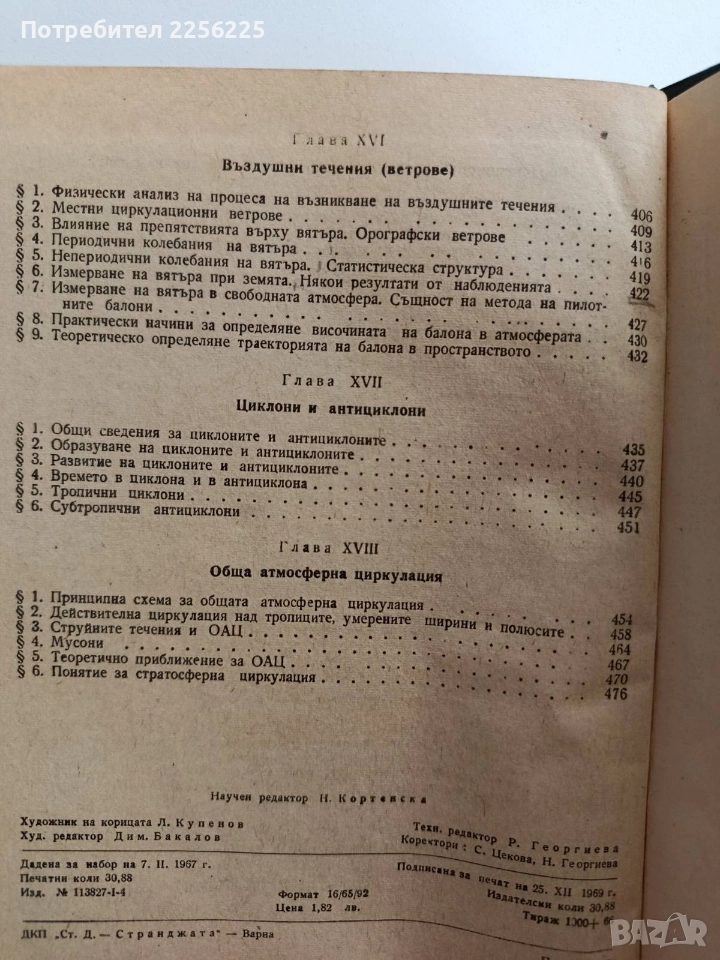 Потребител 2256225
Глава XVI
Въздушни течения (ветрове)
§ 1. Физически анализ на процеса на възникване на въздушните течения . . . . 406
§ 2. Местни циркулационни ветрове . . . . 409
§ 3. Влияние на препятствията върху вятъра. Орографски ветрове . . . . 413
§ 4. Периодични колебания на вятъра . . . . 416
§ 5. Непериодични колебания на вятъра. Статистическа структура . . . . 419
§ 6. Измерване на вятъра при земята. Някои резултати от наблюденията . . . . 422
§ 7. Измерване на вятъра в свободната атмосфера. Същност на метода на пилот-
ните балони . . . . 427
§ 8. Практически начини за определяне височината на балона в атмосферата . . 430
§ 9. Теоретическо определяне траекторията на балона в пространството . . . . 432
Глава XVII
Циклони и антициклони
§ 1. Общи сведения за циклоните и антициклоните . . . . 435
§ 2. Образуване на циклоните и антициклоните . . . . 437
§ 3. Развитие на циклоните и антициклоните . . . . 440
§ 4. Времето в циклона и в антициклона . . . . 445
§ 5. Тропични циклони . . . . 447
§ 6. Субтропични антициклони . . . . 451
Глава XVIII
Обща атмосферна циркулация
§ 1. Принципна схема за общата атмосферна циркулация . . . . 454
§ 2. Действителна циркулация над тропиците, умерените ширини и полюсите . . 458
§ 3. Струйните течения и ОАЦ . . . . 464
§ 4. Мусони . . . . 467
§ 5. Теоретично приближение за ОАЦ . . . . 470
§ 6. Понятие за стратосферна циркулация . . . . 476
Научен редактор Н. Кортенска
Художник на корицата Л. Купенов
Худ. редактор Дим. Бакалов
Техн. редактор Р. Георгиева
Коректори: С. Цекова, Н. Георгиева
Дадена за набор на 7. II. 1967 г.
Подписана за печат на 25. XII 1969 г.
Печатни коли 30,88
Издателски коли 30,88
Изд. № 113827-I-4
Формат 16/65/92
Тираж 1000+
Цена 1,82 лв.
ДКП „Ст. Д. — Странджата“ — Варна
BAZAR